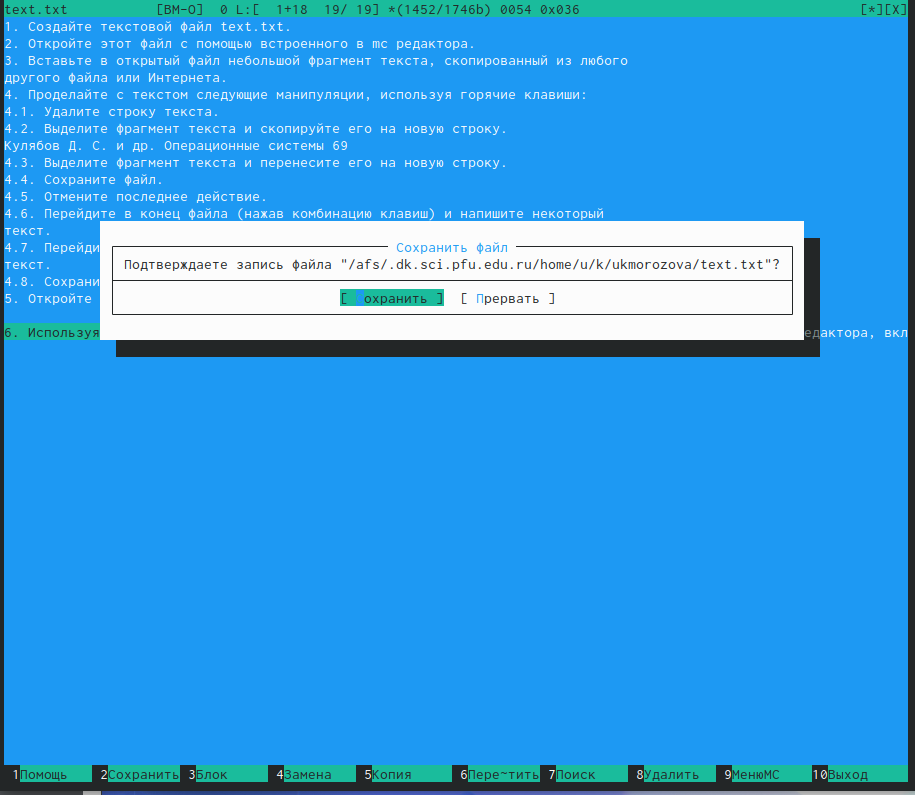 text.txt [BM-O] 0 L:[ 1+18 19/ 19] *(1452/1746b) 0054 0x036 [*][X]
1. Создайте текстовой файл text.txt.
2. Откройте этот файл с помощью встроенного в mc редактора.
3. Вставьте в открытый файл небольшой фрагмент текста, скопированный из любого
другого файла или Интернета.
4. Проделайте с текстом следующие манипуляции, используя горячие клавиши:
4.1. Удалите строку текста.
4.2. Выделите фрагмент текста и скопируйте его на новую строку.
Кулябов Д. С. и др. Операционные системы 69
4.3. Выделите фрагмент текста и перенесите его на новую строку.
4.4. Сохраните файл.
4.5. Отмените последнее действие.
4.6. Перейдите в конец файла (нажав комбинацию клавиш) и напишите некоторый
текст.
4.7. Перейди
Сохранить файл
текст.
Подтверждаете запись файла "/afs/.dk.sci.pfu.edu.ru/home/u/k/ukmorozova/text.txt"?
4.8. Сохрани
5. Откройте
[ Сохранить ] [ Прервать ]
6. Используя едактора, вкл
1Помощь 2Сохранить 3Блок 4Замена 5Копия 6Пере~тить 7Поиск 8Удалить 9МенюMC 10Выход